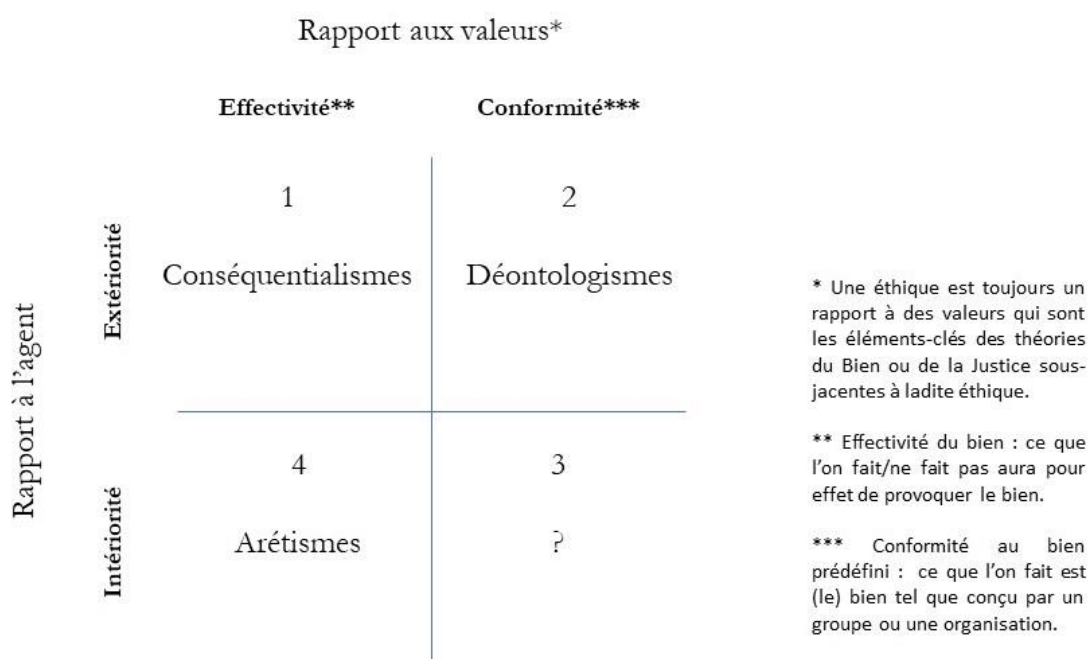 Rapport aux valeurs*
Effectivité**
Conformité***
Rapport à l'agent
Extériorité
1
2
Conséquentialismes
Déontologismes
Intériorité
4
3
Arétismes
?
* Une éthique est toujours un
rapport à des valeurs qui sont
les éléments-clés des théories
du Bien ou de la Justice sous-
jacentes à ladite éthique.
** Effectivité du bien : ce que
l'on fait/ne fait pas aura pour
effet de provoquer le bien.
*** Conformité au bien
prédéfini : ce que l'on fait est
(le) bien tel que conçu par un
groupe ou une organisation.